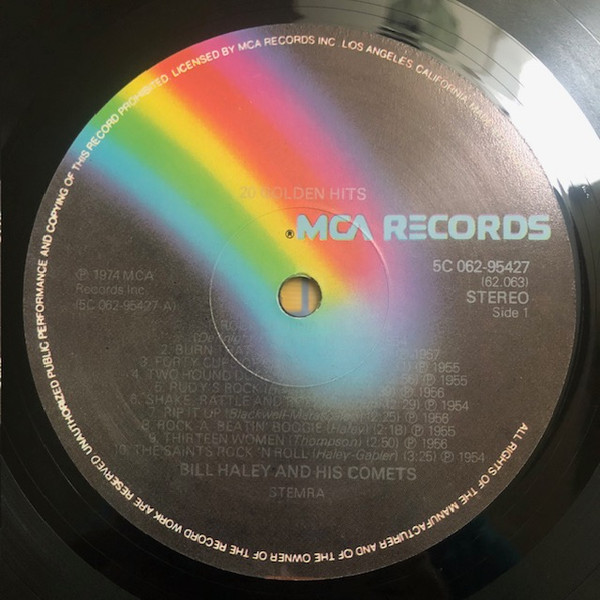 UNAUTHORIZED PUBLIC PERFORMANCE AND COPYING OF THIS RECORD PROHIBITED. LICENSED BY MCA RECORDS INC. LOS ANGELES, CALIFORNIA,
20 GOLDEN HITS
® MCA RECORDS
5C 062-95427
(62.063)
STEREO
Side 1
℗ 1974 MCA
Records Inc.
(5C 062-95427-A)
2. BURN 1957
3. ℗ 1955
4. TWO HOUND ℗ 1955
5. RUDY'S ROCK ℗ 1956
6. SHAKE, RATTLE AND ℗ 1954
7. RIP IT UP (2:25) ℗ 1956
8. ROCK-A-BEATIN' BOOGIE (Haley) (2:18) ℗ 1955
9. THIRTEEN WOMEN (Thompson) (2:50) ℗ 1956
10. THE SAINTS ROCK 'N ROLL (Haley-Gabler) (3:25) ℗ 1954
BILL HALEY AND HIS COMETS
STEMRA
ALL RIGHTS OF THE MANUFACTURER AND OF THE OWNER OF THE RECORD WORK ARE RESERVED